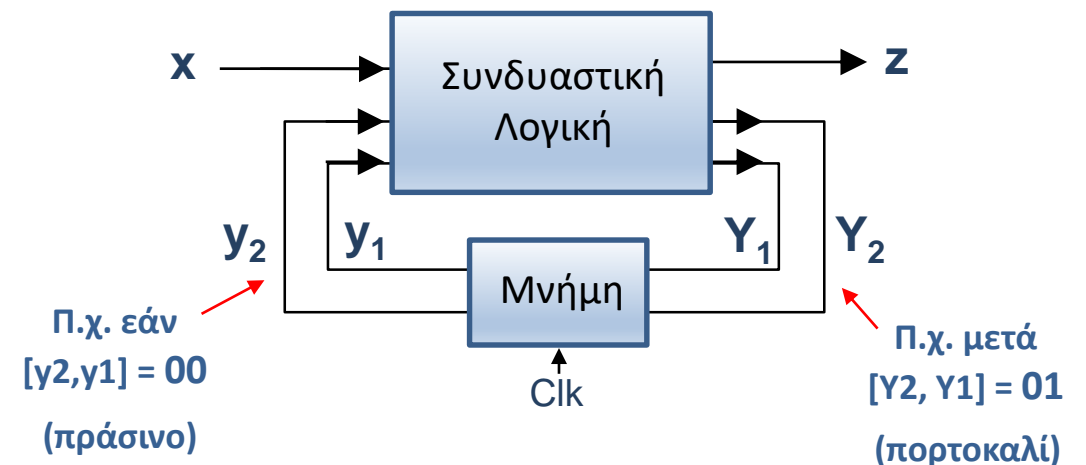 x
Συνδυαστική
Λογική
z
y₂
y₁
Μνήμη
Y₁
Y₂
Clk
Π.χ. εάν
[y2,y1] = 00
(πράσινο)
Π.χ. μετά
[Y2, Y1] = 01
(πορτοκαλί)